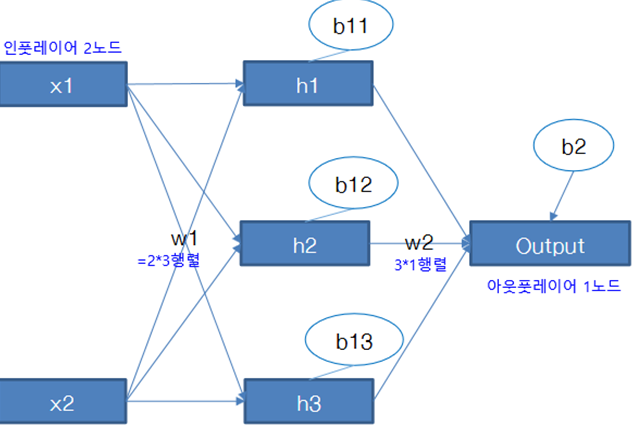 b11
인풋레이어 2노드
x1
h1
b12
b2
w1
=2*3행렬
h2
w2
3*1행렬
Output
아웃풋레이어 1노드
b13
x2
h3